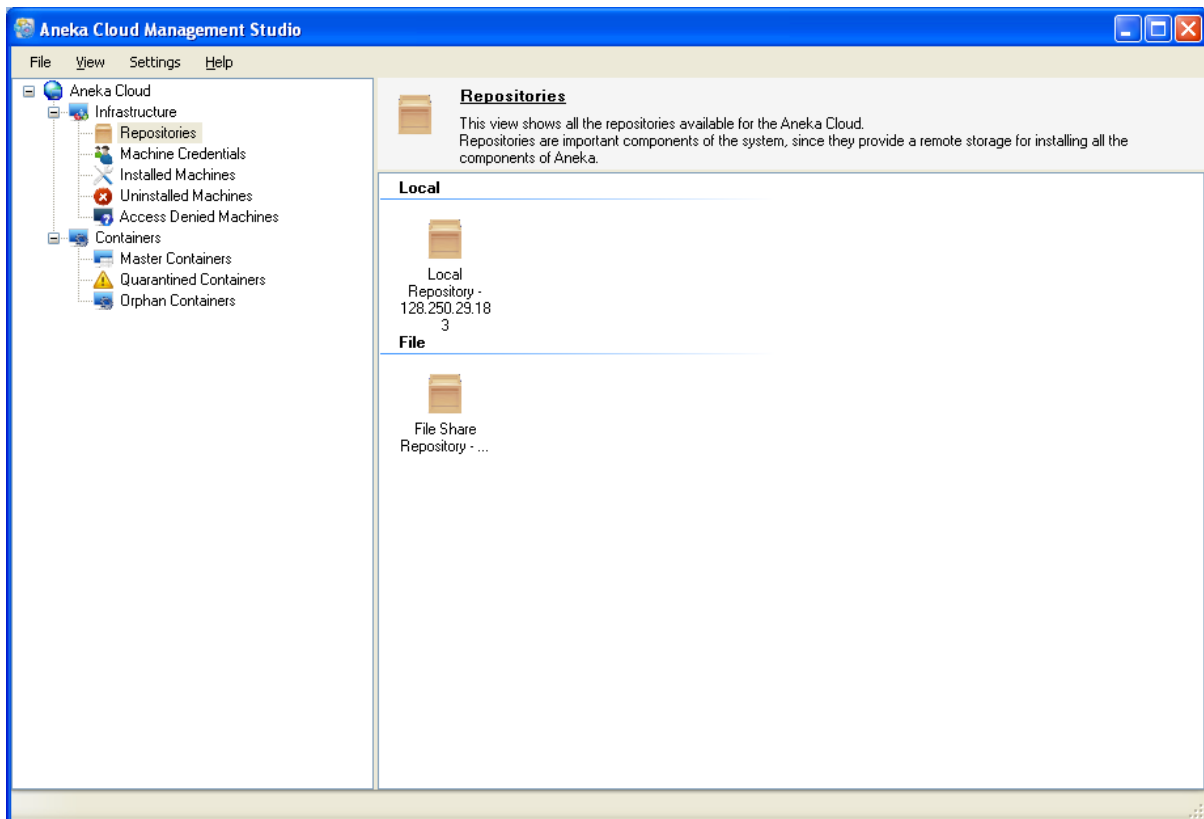 Aneka Cloud Management Studio
File View Settings Help
Aneka Cloud
Infrastructure
Repositories
Machine Credentials
Installed Machines
Uninstalled Machines
Access Denied Machines
Containers
Master Containers
Quarantined Containers
Orphan Containers
Repositories
This view shows all the repositories available for the Aneka Cloud.
Repositories are important components of the system, since they provide a remote storage for installing all the
components of Aneka.
Local
Local
Repository -
128.250.29.18
3
File
File Share
Repository - ...